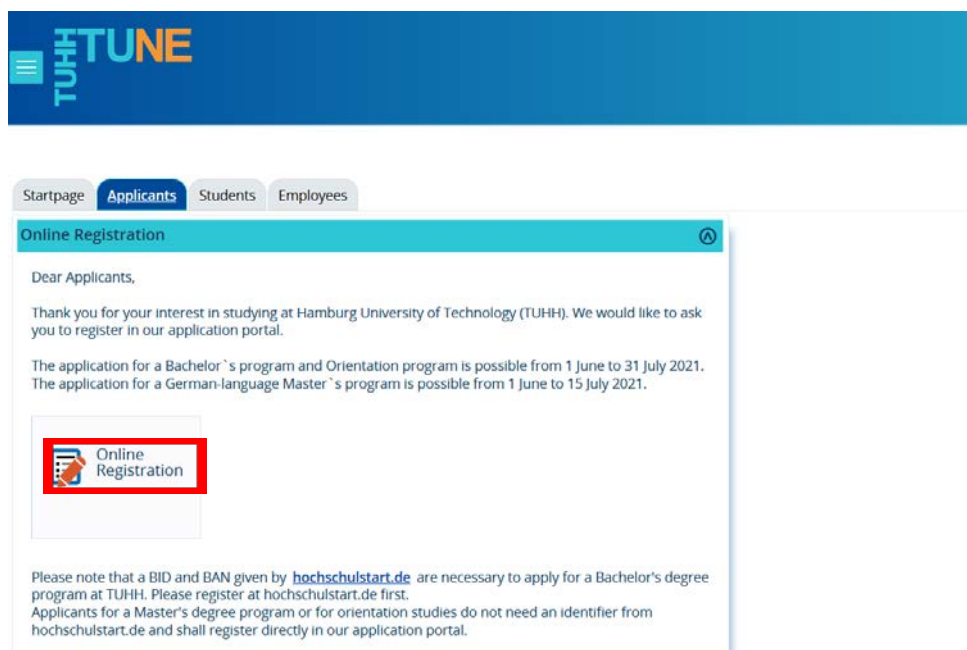 TUHH
TUNE
Startpage Applicants Students Employees
Online Registration
Dear Applicants,
Thank you for your interest in studying at Hamburg University of Technology (TUHH). We would like to ask
you to register in our application portal.
The application for a Bachelor`s program and Orientation program is possible from 1 June to 31 July 2021.
The application for a German-language Master`s program is possible from 1 June to 15 July 2021.
Online
Registration
Please note that a BID and BAN given by hochschulstart.de are necessary to apply for a Bachelor's degree
program at TUHH. Please register at hochschulstart.de first.
Applicants for a Master's degree program or for orientation studies do not need an identifier from
hochschulstart.de and shall register directly in our application portal.